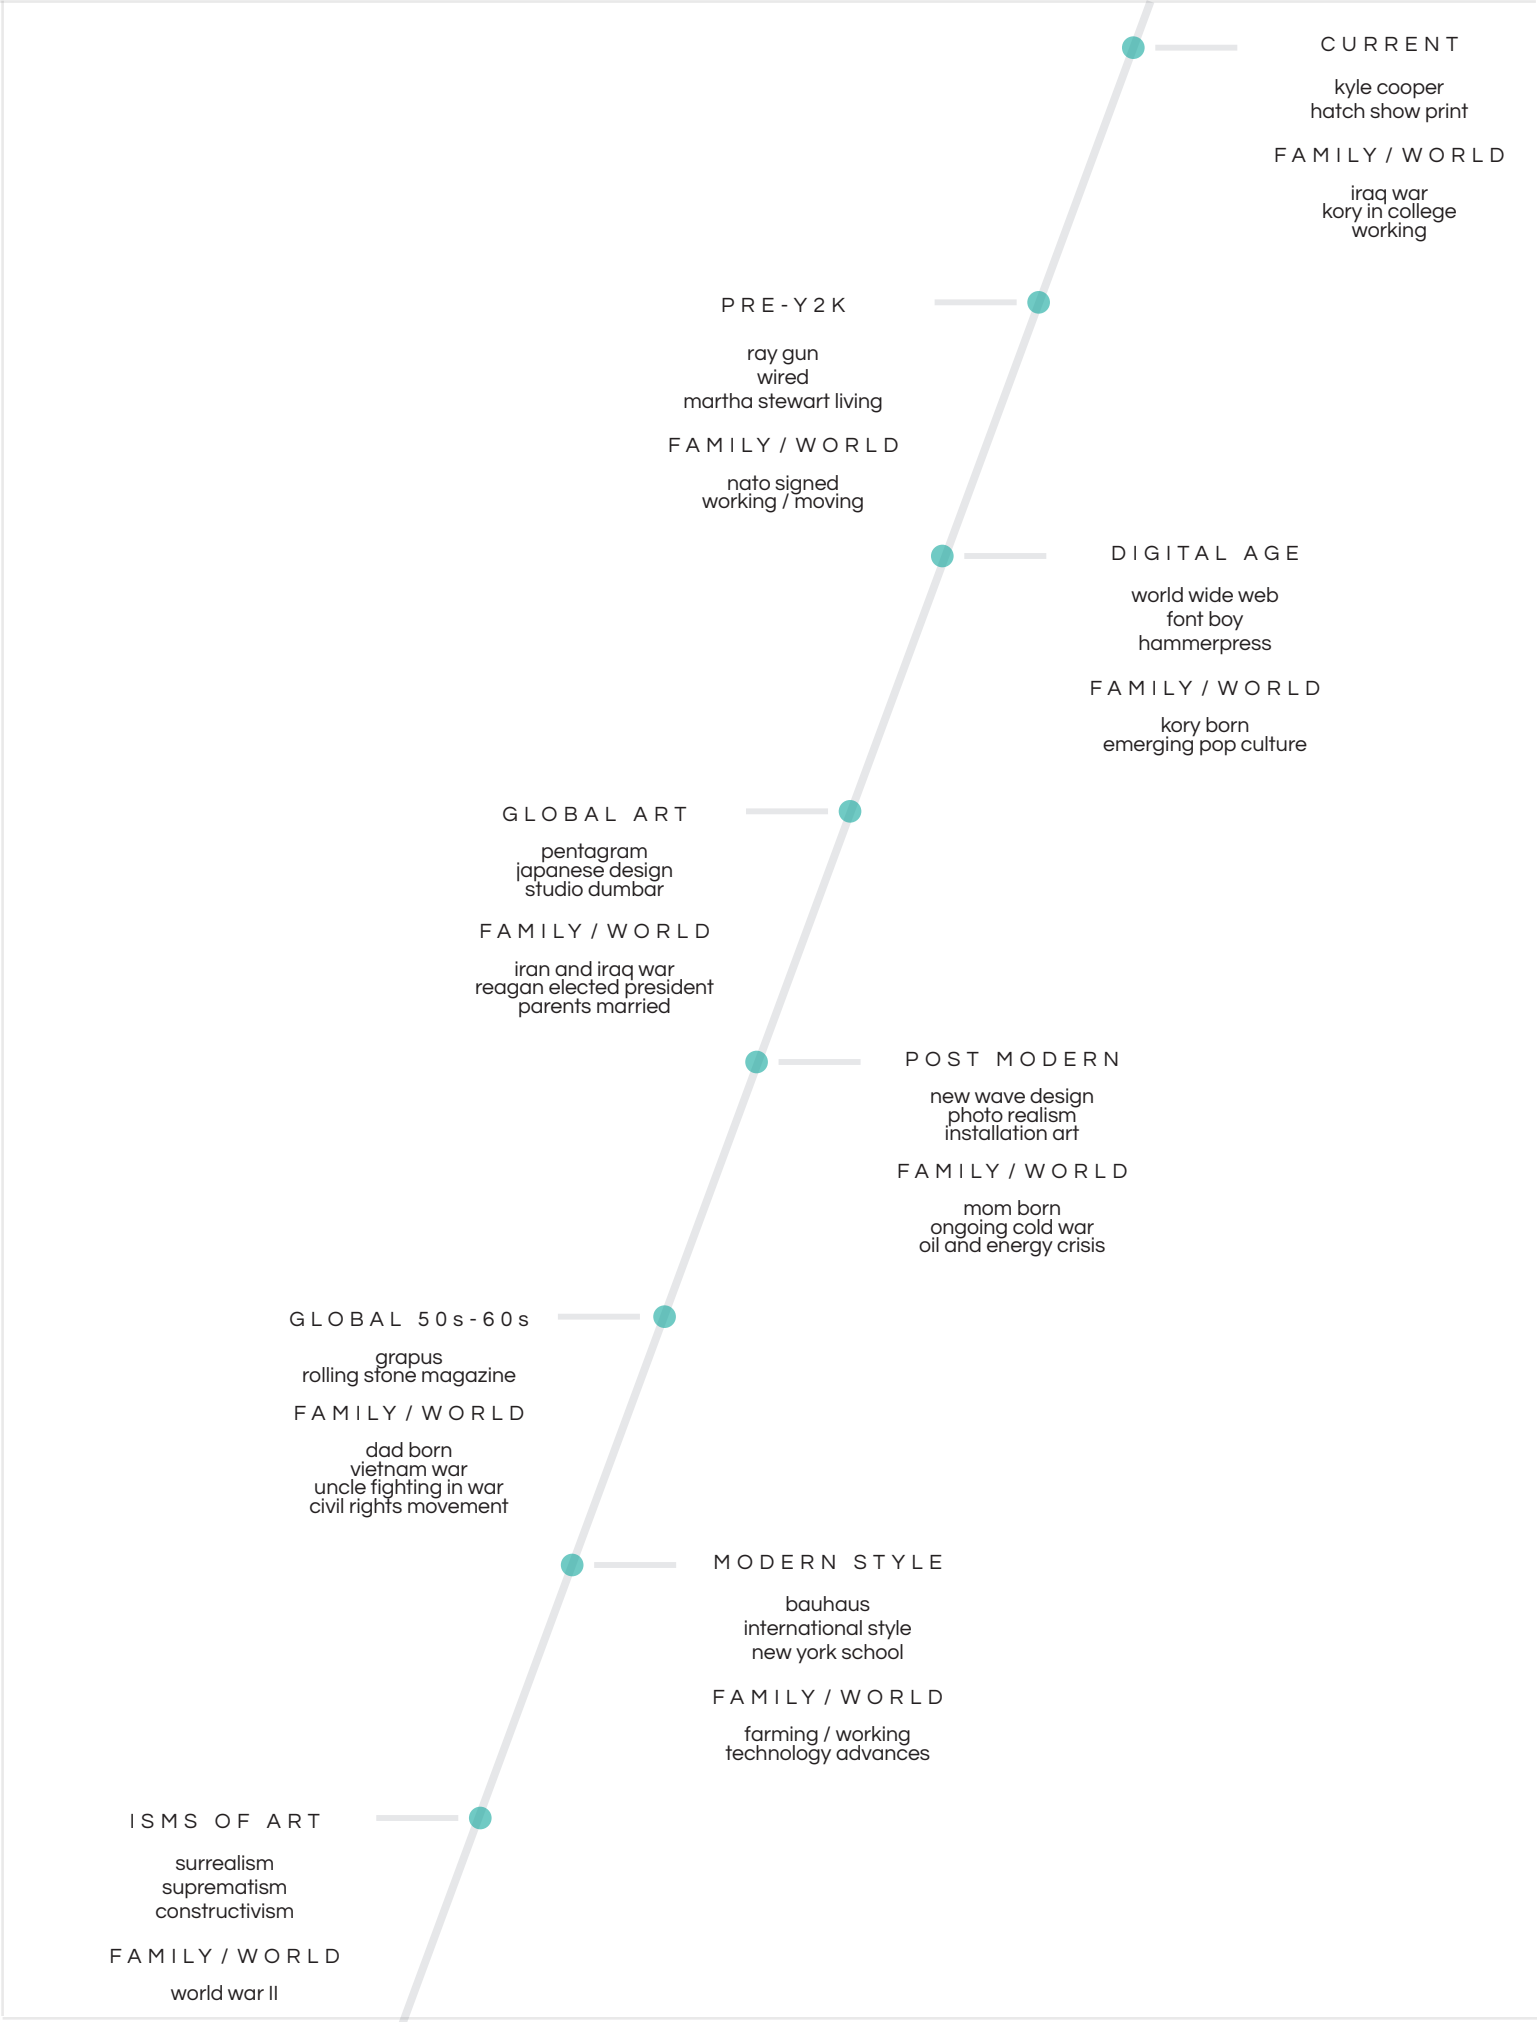 CURRENT
kyle cooper
hatch show print
FAMILY / WORLD
iraq war
kory in college
working
PRE-Y2K
ray gun
wired
martha stewart living
FAMILY / WORLD
nato signed
working / moving
DIGITAL AGE
world wide web
font boy
hammerpress
FAMILY / WORLD
kory born
emerging pop culture
GLOBAL ART
pentagram
japanese design
studio dumbar
FAMILY / WORLD
iran and iraq war
reagan elected president
parents married
POST MODERN
new wave design
photo realism
installation art
FAMILY / WORLD
mom born
ongoing cold war
oil and energy crisis
GLOBAL 50s-60s
grapus
rolling stone magazine
FAMILY / WORLD
dad born
vietnam war
uncle fighting in war
civil rights movement
MODERN STYLE
bauhaus
international style
new york school
FAMILY / WORLD
farming / working
technology advances
ISMS OF ART
surrealism
suprematism
constructivism
FAMILY / WORLD
world war II